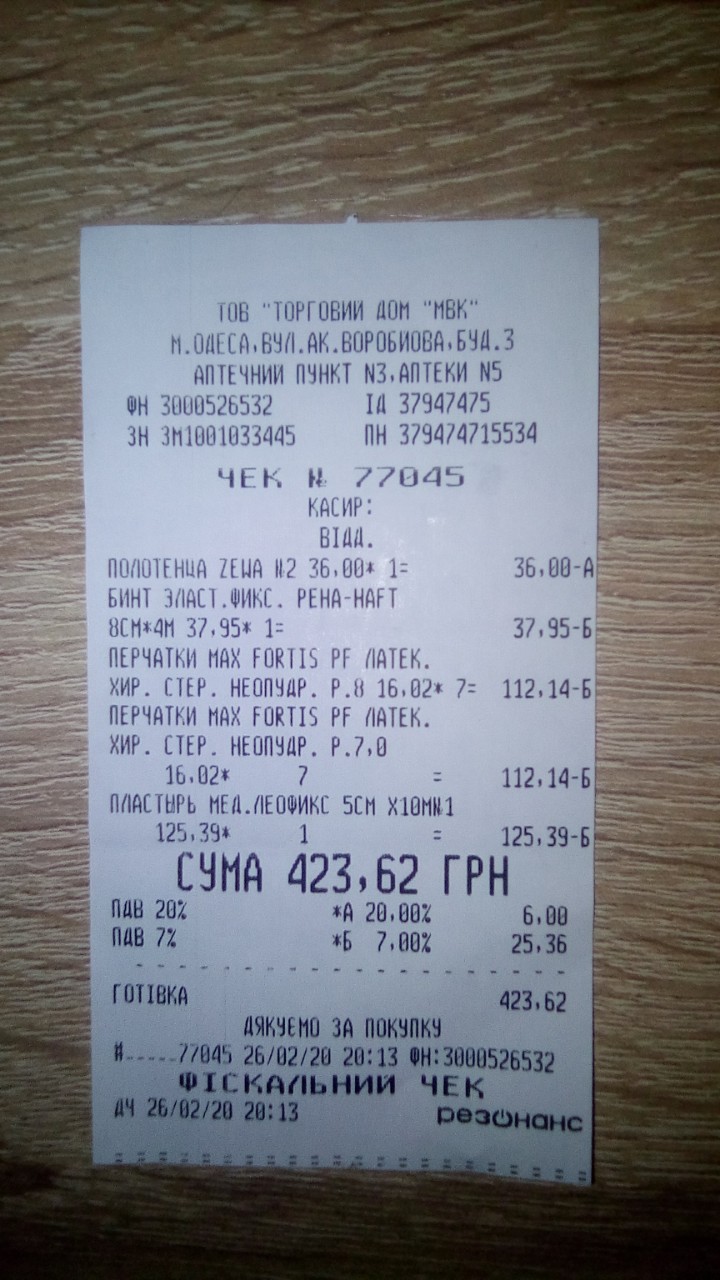 ТОВ "ТОРГОВИЙ ДОМ "МВК"
М.ОДЕСА,ВУЛ.АК.ВОРОБИОВА,БУД.3
АПТЕЧНИЙ ПУНКТ N3,АПТЕКИ N5
ФН 3000526532 ІД 37947475
ЗН ЗМ1001033445 ПН 379474715534
ЧЕК № 77045
КАСИР:
ВІДД.
ПОЛОТЕНЦА ZEWA №2 36,00* 1= 36,00-А
БИНТ ЭЛАСТ.ФИКС. РЕНА-НАFТ
8СМ*4М 37,95* 1= 37,95-Б
ПЕРЧАТКИ MAX FORTIS PF ЛАТЕК.
ХИР. СТЕР. НЕОПУДР. Р.8 16,02* 7= 112,14-Б
ПЕРЧАТКИ MAX FORTIS PF ЛАТЕК.
ХИР. СТЕР. НЕОПУДР. Р.7,0
16,02* 7 = 112,14-Б
ПЛАСТЫРЬ МЕД.ЛЕОФИКС 5СМ Х10М№1
125,39* 1 = 125,39-Б
СУМА 423,62 ГРН
ПДВ 20% *А 20,00% 6,00
ПДВ 7% *Б 7,00% 25,36
ГОТІВКА 423,62
ДЯКУЄМО ЗА ПОКУПКУ
#.....77045 26/02/20 20:13 ФН:3000526532
ФІСКАЛЬНИЙ ЧЕК
ДЧ 26/02/20 20:13 резонанс